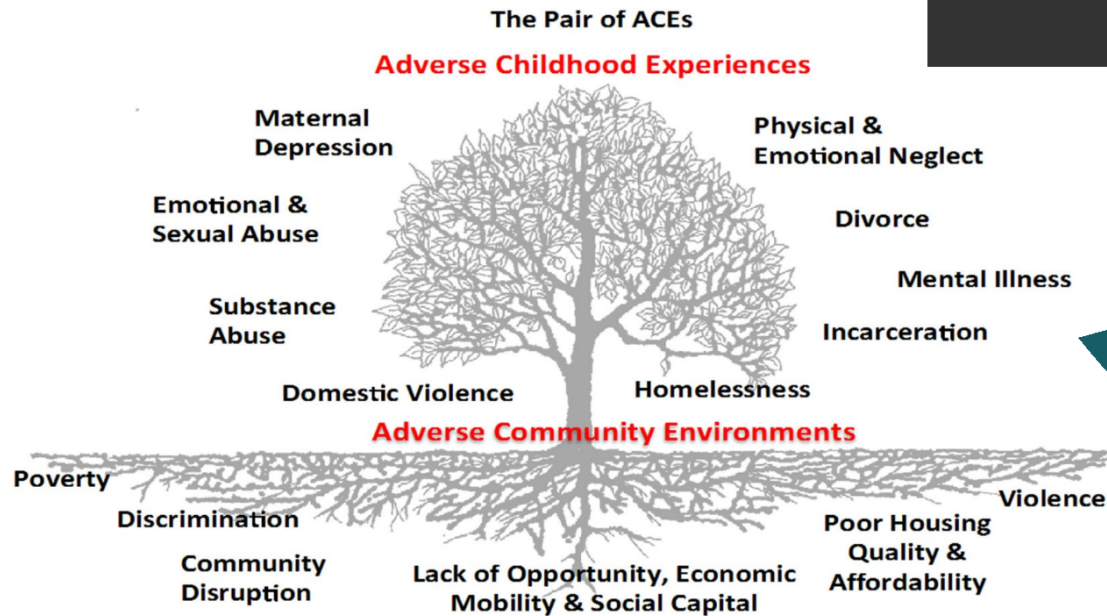 The Pair of ACEs
Adverse Childhood Experiences
Maternal
Depression
Physical &
Emotional Neglect
Emotional &
Sexual Abuse
Divorce
Mental Illness
Substance
Abuse
Incarceration
Domestic Violence
Homelessness
Adverse Community Environments
Poverty
Violence
Discrimination
Poor Housing
Quality &
Affordability
Community
Disruption
Lack of Opportunity, Economic
Mobility & Social Capital